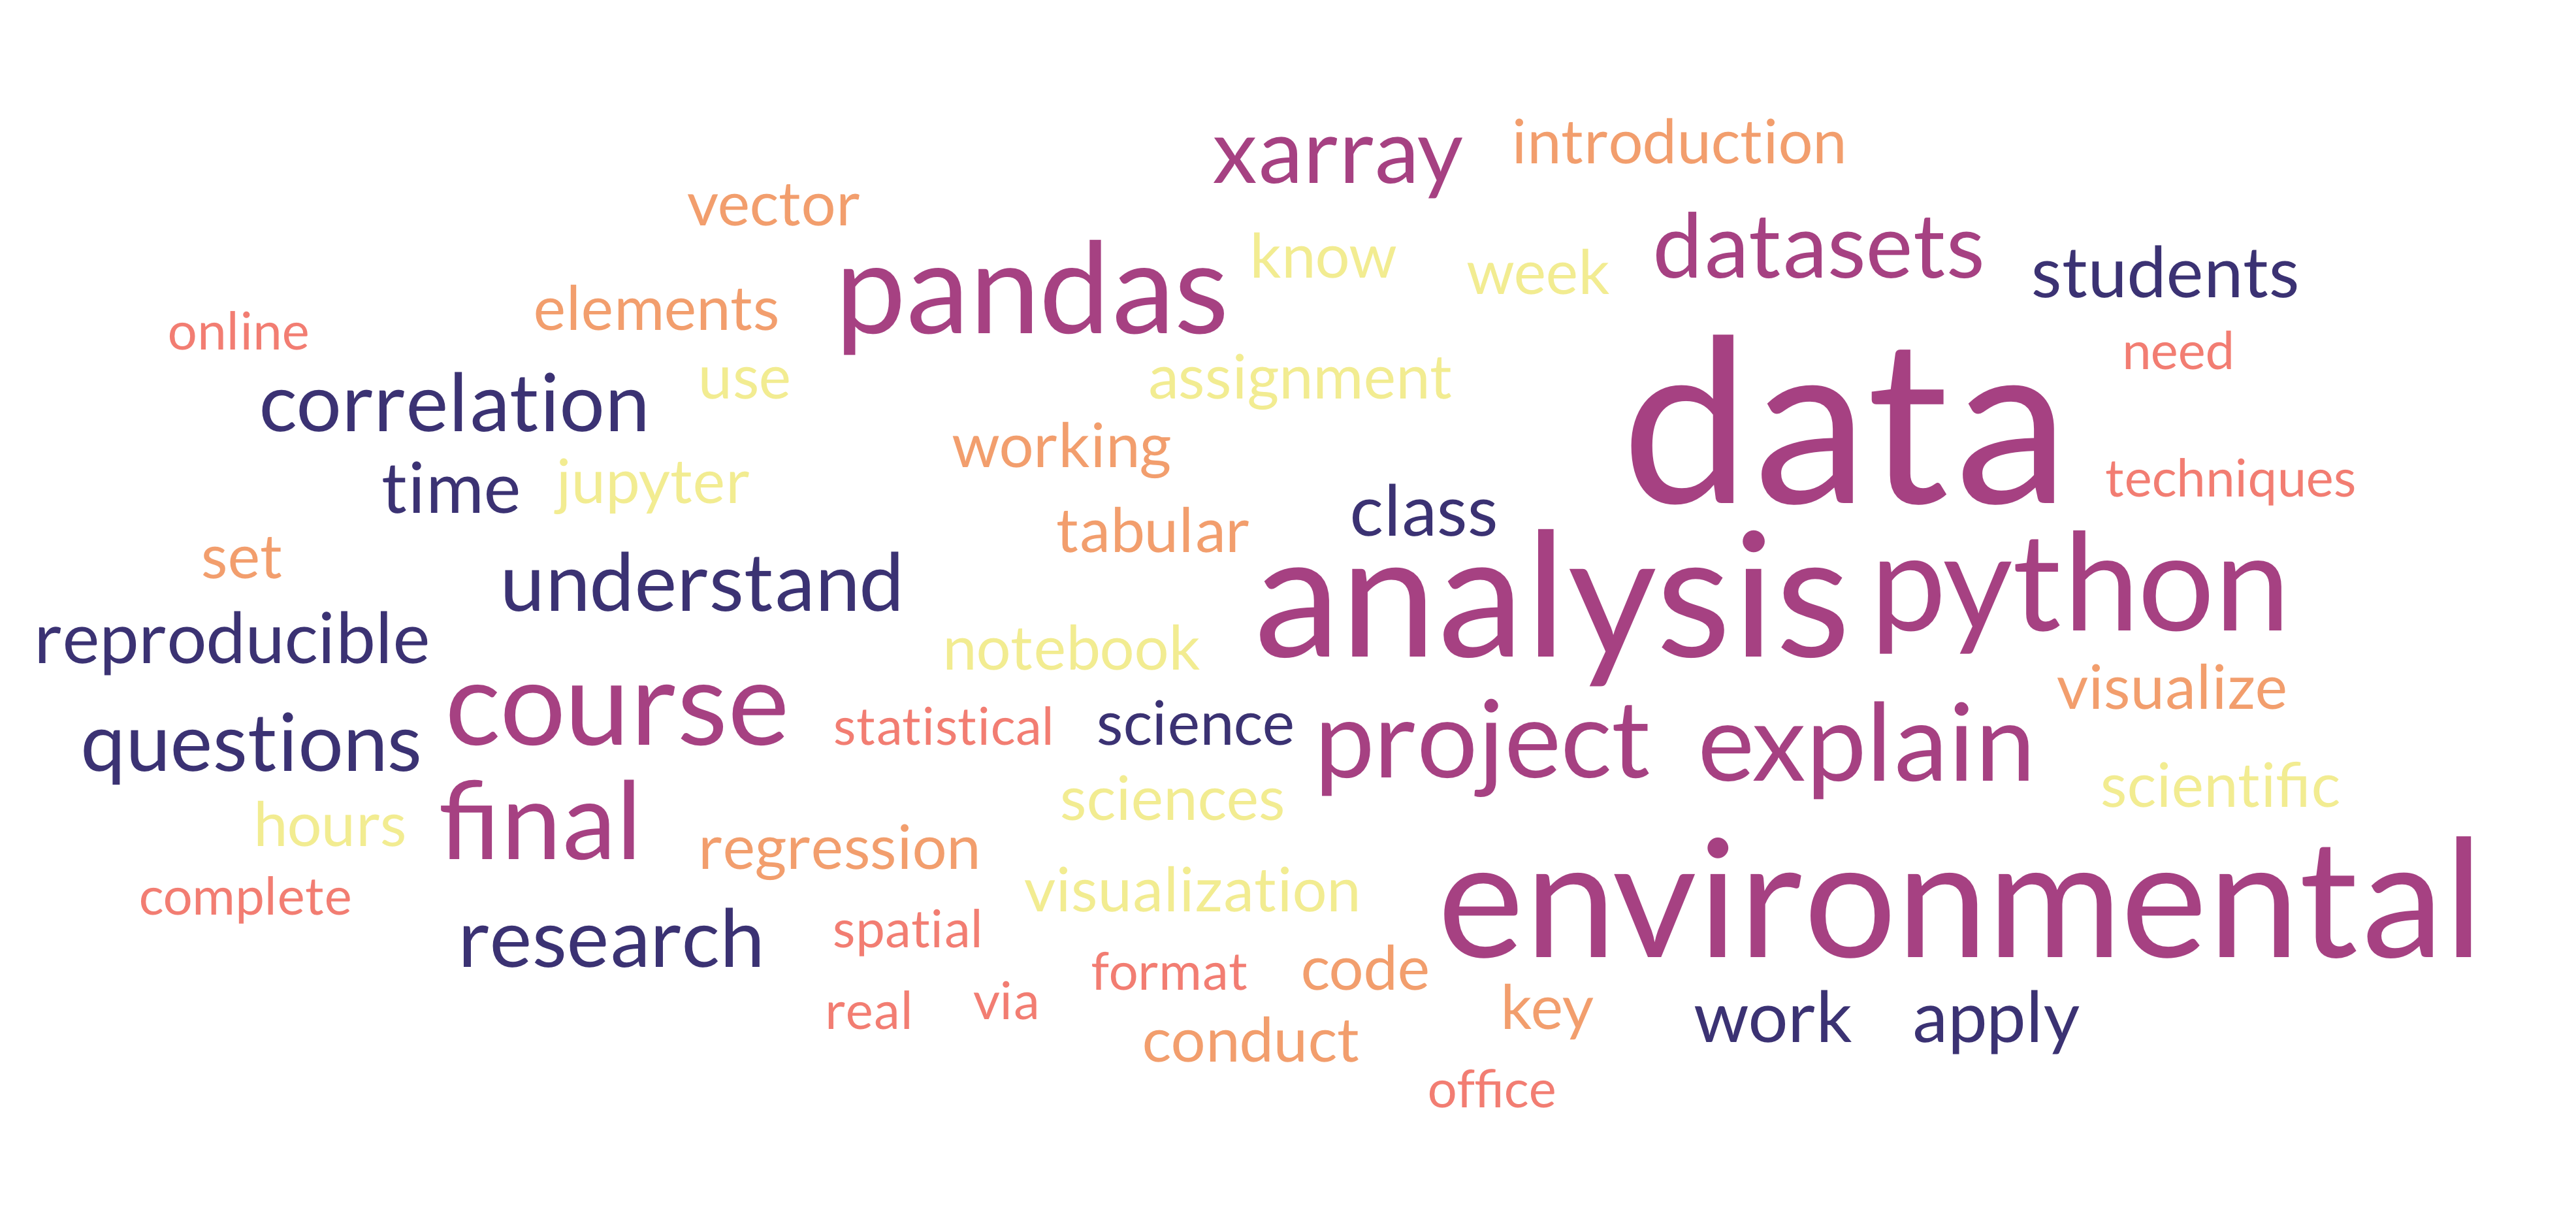 xarray introduction
vector
pandas know week datasets students
online elements
need
correlation use assignment data
working
time jupyter techniques
class
set tabular
understand analysis python
reproducible notebook
visualize
course statistical science project explain
questions
final hours sciences scientific
regression
complete visualization environmental
research spatial
format code
real via key work apply
conduct
office